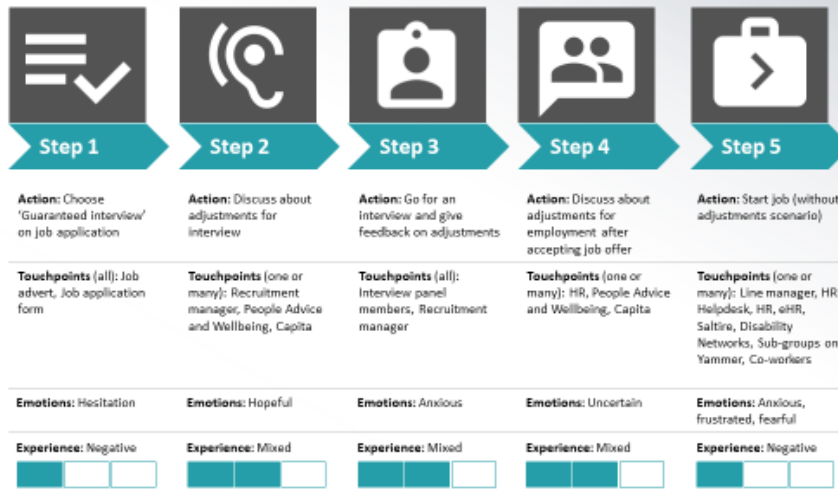 Step 1
Step 2
Step 3
Step 4
Step 5
Action: Choose
'Guaranteed interview'
on job application
Action: Discuss about
adjustments for
interview
Action: Go for an
interview and give
feedback on adjustments
Action: Discuss about
adjustments for
employment after
accepting job offer
Action: Start job (without
adjustments scenario)
Touchpoints (all): Job
advert, Job application
form
Touchpoints (one or
many): Recruitment
manager, People Advice
and Wellbeing, Capita
Touchpoints (all):
Interview panel
members, Recruitment
manager
Touchpoints (one or
many): HR, People Advice
and Wellbeing, Capita
Touchpoints (one or
many): Line manager, HR
Helpdesk, HR, eHR,
Saltire, Disability
Networks, Sub-groups on
Yammer, Co-workers
Emotions: Hesitation
Emotions: Hopeful
Emotions: Anxious
Emotions: Uncertain
Emotions: Anxious,
frustrated, fearful
Experience: Negative
Experience: Mixed
Experience: Mixed
Experience: Mixed
Experience: Negative